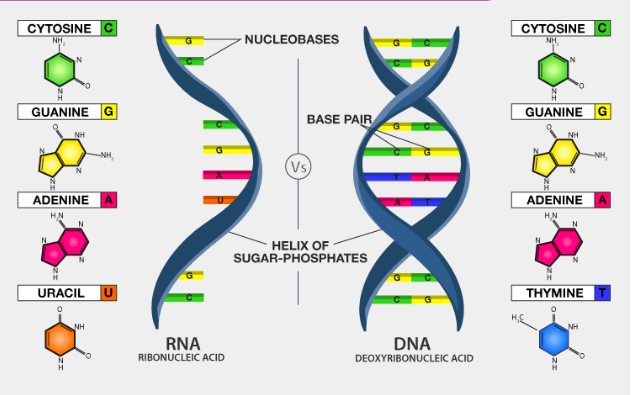 CYTOSINE C
NH2
N
O
N
H
GUANINE G
O
NH
N
NH2
N
N
H
ADENINE A
H2N
N
N
N
N
H
URACIL U
O
NH
O
N
H
G
NUCLEOBASES
C
C
G
A
U
G
C
RNA
RIBONUCLEIC ACID
Vs
BASE PAIR
HELIX OF
SUGAR-PHOSPHATES
G C
C G
G C
C G
T A
A T
G C
C G
DNA
DEOXYRIBONUCLEIC ACID
CYTOSINE C
NH2
N
O
N
H
GUANINE G
O
NH
N
NH2
N
N
H
ADENINE A
H2N
N
N
N
N
H
THYMINE T
O
H3C
NH
O
N
H